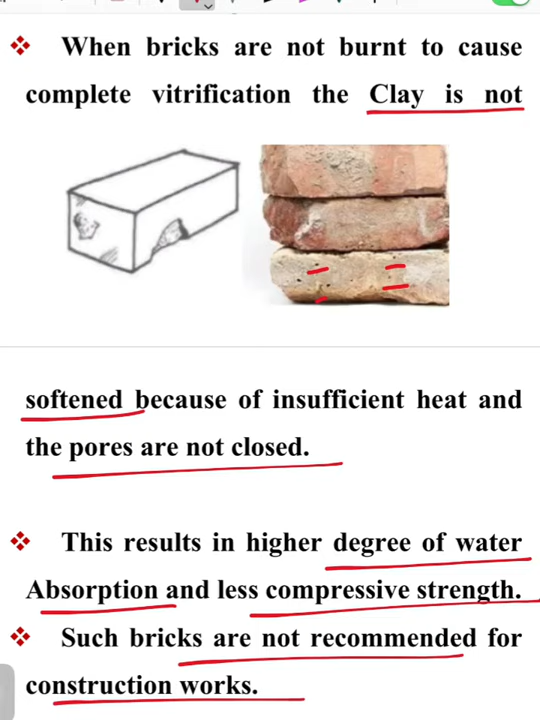 When bricks are not burnt to cause
complete vitrification the Clay is not
softened because of insufficient heat and
the pores are not closed.
This results in higher degree of water
Absorption and less compressive strength.
Such bricks are not recommended for
construction works.